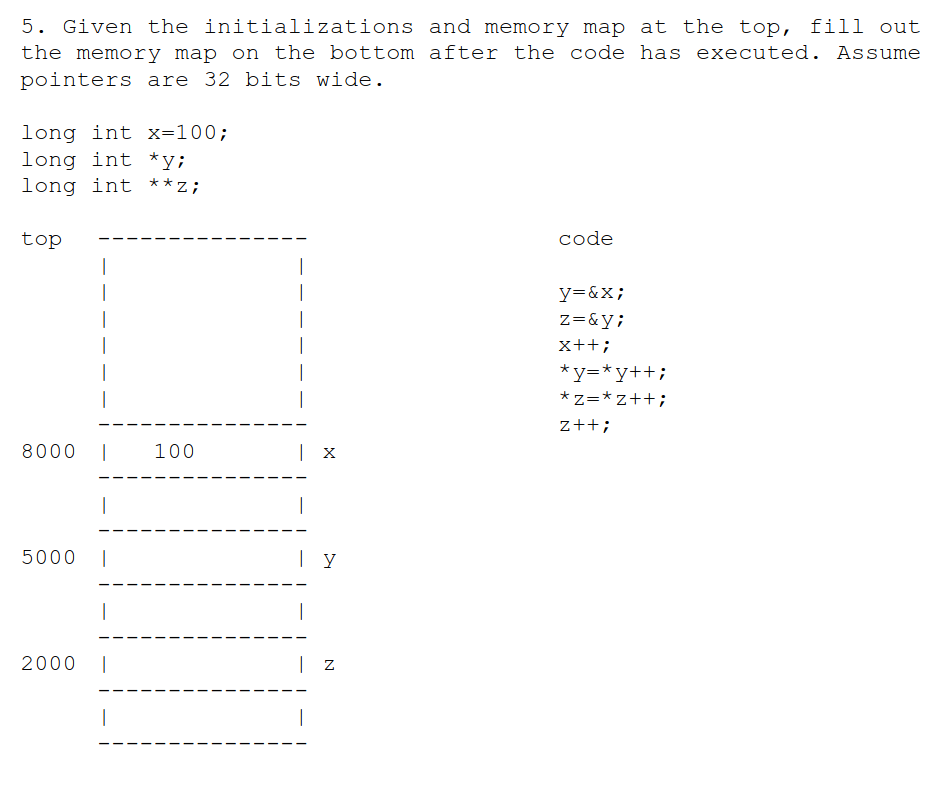 5. Given the initializations and memory map at the top, fill out
the memory map on the bottom after the code has executed. Assume
pointers are 32 bits wide.
long int x=100;
long int *y;
long int **z;
top --------------- code
| |
| | y=&x;
| | z=&y;
| | x++;
| | *y=*y++;
| | *z=*z++;
--------------- z++;
8000 | 100 | x
---------------
| |
---------------
5000 | | y
---------------
| |
---------------
2000 | | z
---------------
| |
---------------